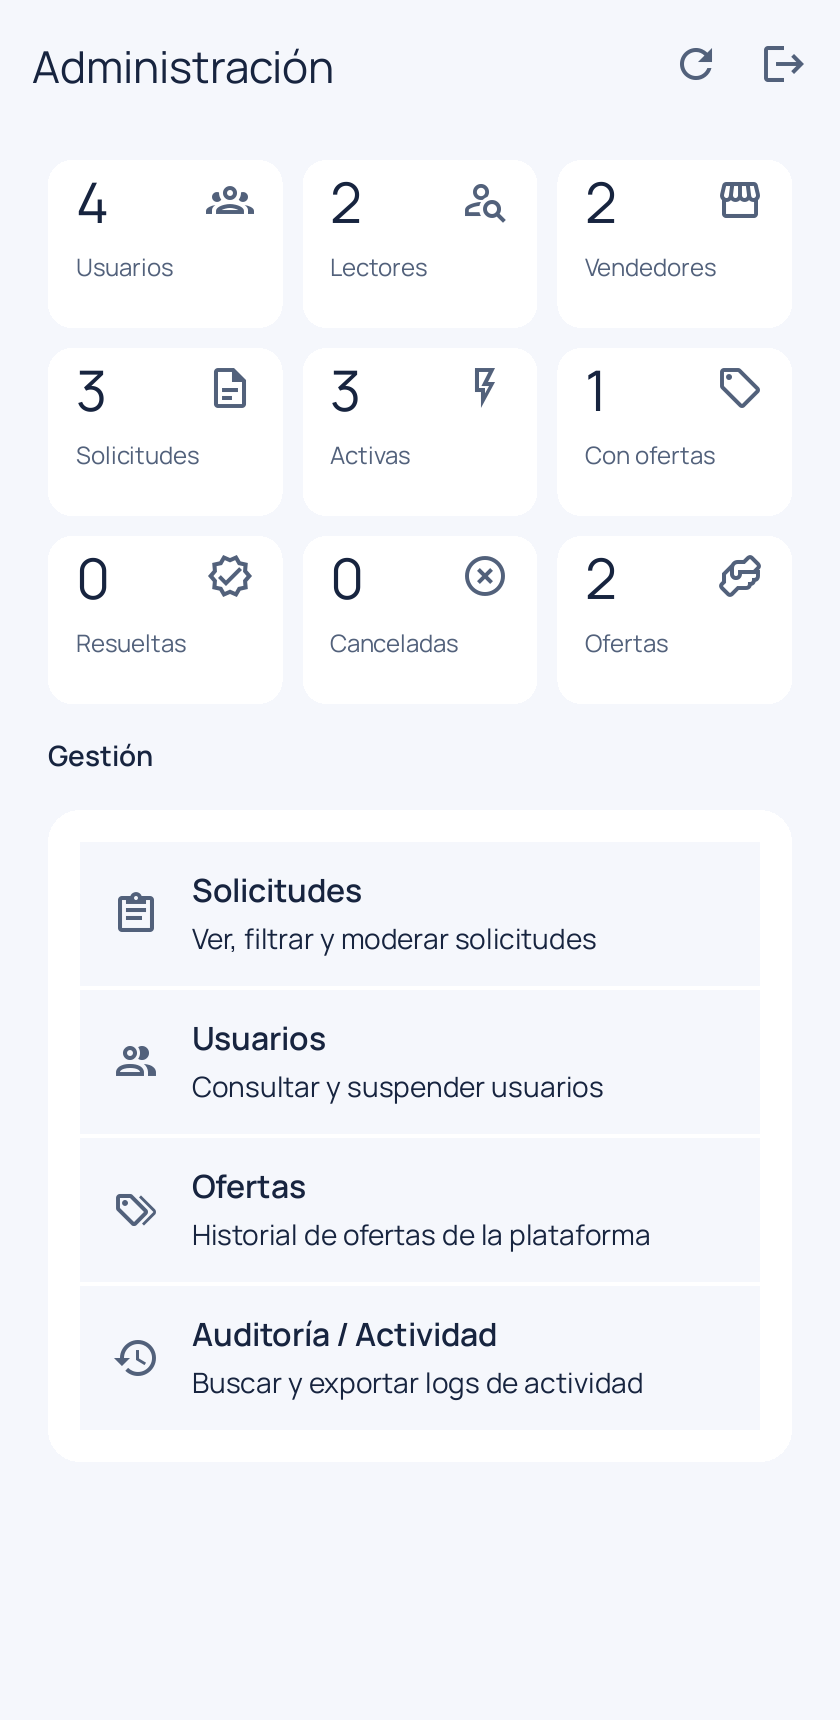 Administración
4
Usuarios
2
Lectores
2
Vendedores
3
Solicitudes
3
Activas
1
Con ofertas
0
Resueltas
0
Canceladas
2
Ofertas
Gestión
Solicitudes
Ver, filtrar y moderar solicitudes
Usuarios
Consultar y suspender usuarios
Ofertas
Historial de ofertas de la plataforma
Auditoría / Actividad
Buscar y exportar logs de actividad